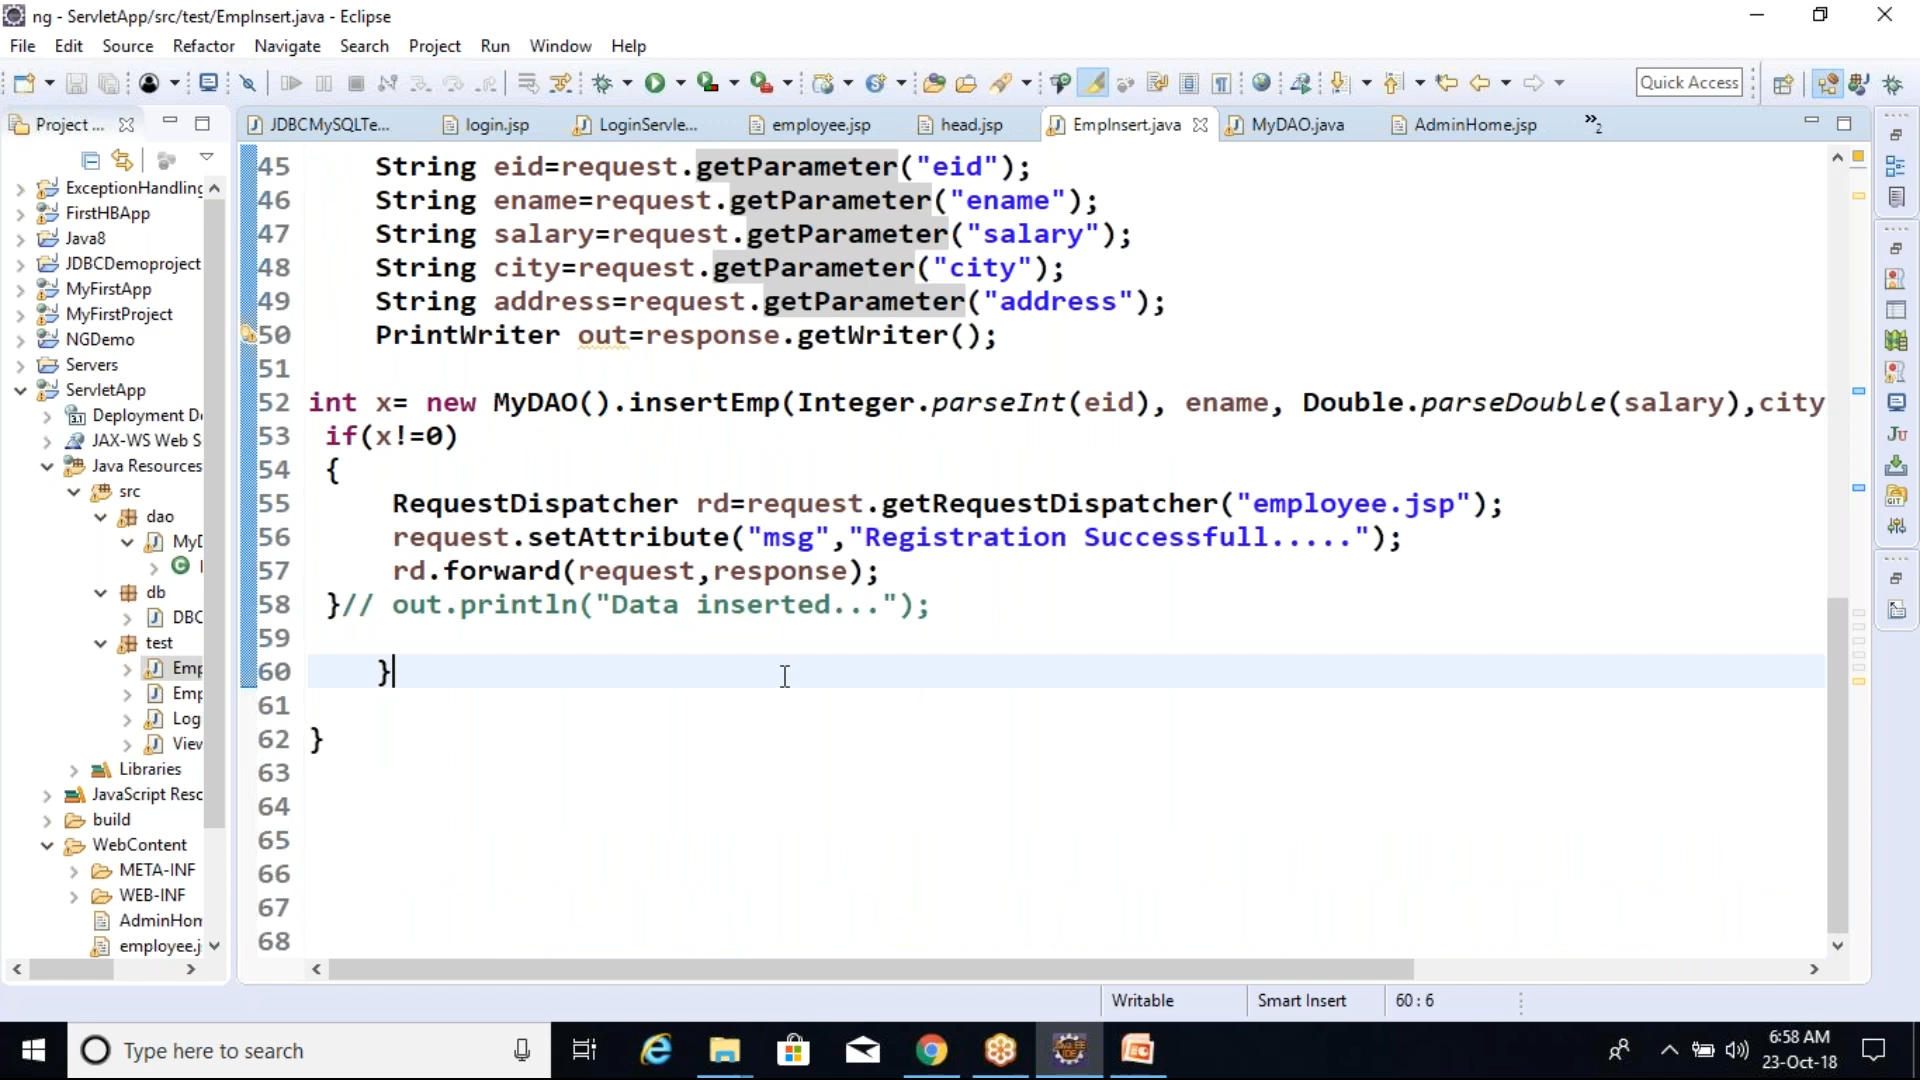 ng - ServletApp/src/test/EmpInsert.java - Eclipse
File Edit Source Refactor Navigate Search Project Run Window Help
Quick Access
Project ...
JDBCMySQLTe... login.jsp LoginServle... employee.jsp head.jsp EmpInsert.java MyDAO.java AdminHome.jsp »2
ExceptionHandling
FirstHBApp
Java8
JDBCDemoproject
MyFirstApp
MyFirstProject
NGDemo
Servers
ServletApp
Deployment De
JAX-WS Web S
Java Resources
src
dao
MyD
db
DBC
test
Emp
Emp
Log
View
Libraries
JavaScript Reso
build
WebContent
META-INF
WEB-INF
AdminHom
employee.j
45 String eid=request.getParameter("eid");
46 String ename=request.getParameter("ename");
47 String salary=request.getParameter("salary");
48 String city=request.getParameter("city");
49 String address=request.getParameter("address");
50 PrintWriter out=response.getWriter();
51
52 int x= new MyDAO().insertEmp(Integer.parseInt(eid), ename, Double.parseDouble(salary),city
53 if(x!=0)
54 {
55 RequestDispatcher rd=request.getRequestDispatcher("employee.jsp");
56 request.setAttribute("msg","Registration Successfull.....");
57 rd.forward(request,response);
58 }// out.println("Data inserted...");
59
60 }
61
62 }
63
64
65
66
67
68
Writable Smart Insert 60 : 6
Type here to search
6:58 AM
23-Oct-18